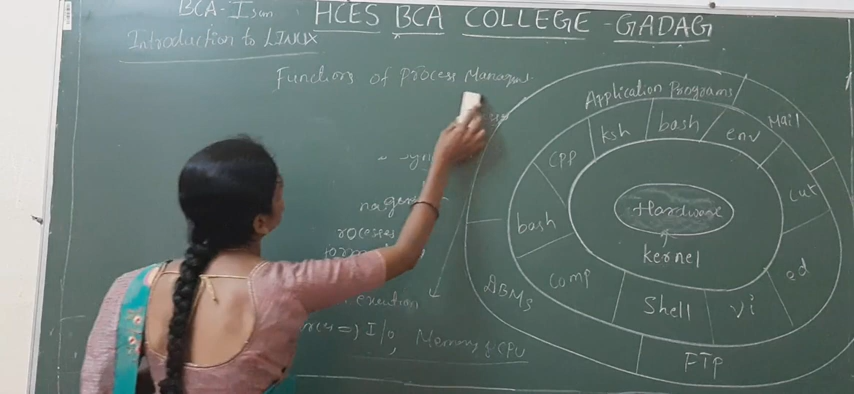 BCA - I Sem
HCES BCA COLLEGE - GADAG
Introduction to LINUX
Functions of Process
Application Programs
Mail
ksh
bash
env
CPP
cut
Hardware
bash
kernel
execution
Comp
ed
DBMS
Shell
Vi
I/O, Memory & CPU
FTP